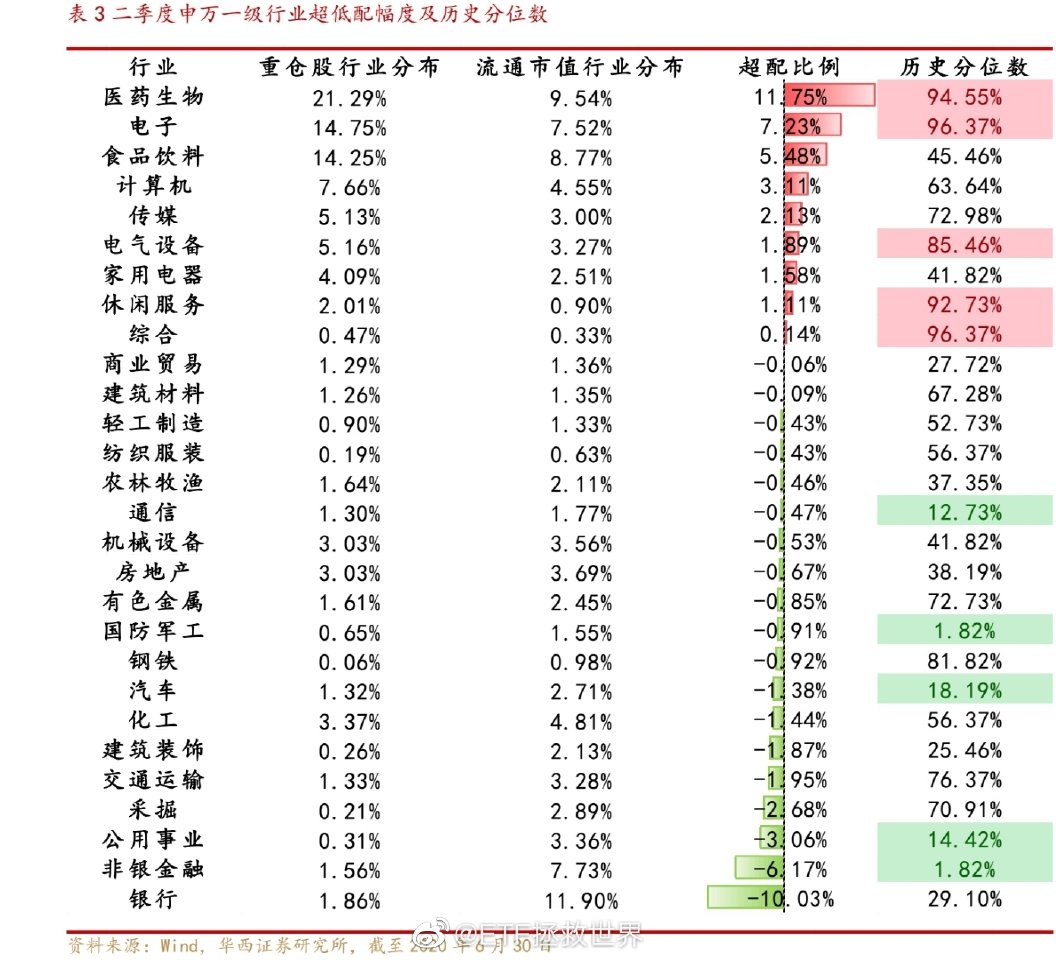 表 3 二季度申万一级行业超低配幅度及历史分位数
行业 重仓股行业分布 流通市值行业分布 超配比例 历史分位数
医药生物 21.29% 9.54% 11.75% 94.55%
电子 14.75% 7.52% 7.23% 96.37%
食品饮料 14.25% 8.77% 5.48% 45.46%
计算机 7.66% 4.55% 3.11% 63.64%
传媒 5.13% 3.00% 2.13% 72.98%
电气设备 5.16% 3.27% 1.89% 85.46%
家用电器 4.09% 2.51% 1.58% 41.82%
休闲服务 2.01% 0.90% 1.11% 92.73%
综合 0.47% 0.33% 0.14% 96.37%
商业贸易 1.29% 1.36% -0.06% 27.72%
建筑材料 1.26% 1.35% -0.09% 67.28%
轻工制造 0.90% 1.33% -0.43% 52.73%
纺织服装 0.19% 0.63% -0.43% 56.37%
农林牧渔 1.64% 2.11% -0.46% 37.35%
通信 1.30% 1.77% -0.47% 12.73%
机械设备 3.03% 3.56% -0.53% 41.82%
房地产 3.03% 3.69% -0.67% 38.19%
有色金属 1.61% 2.45% -0.85% 72.73%
国防军工 0.65% 1.55% -0.91% 1.82%
钢铁 0.06% 0.98% -0.92% 81.82%
汽车 1.32% 2.71% -1.38% 18.19%
化工 3.37% 4.81% -1.44% 56.37%
建筑装饰 0.26% 2.13% -1.87% 25.46%
交通运输 1.33% 3.28% -1.95% 76.37%
采掘 0.21% 2.89% -2.68% 70.91%
公用事业 0.31% 3.36% -3.06% 14.42%
非银金融 1.56% 7.73% -6.17% 1.82%
银行 1.86% 11.90% -10.03% 29.10%
资料来源：Wind，华西证券研究所，截至 2020 年 6 月 30 日
@ETF拯救世界